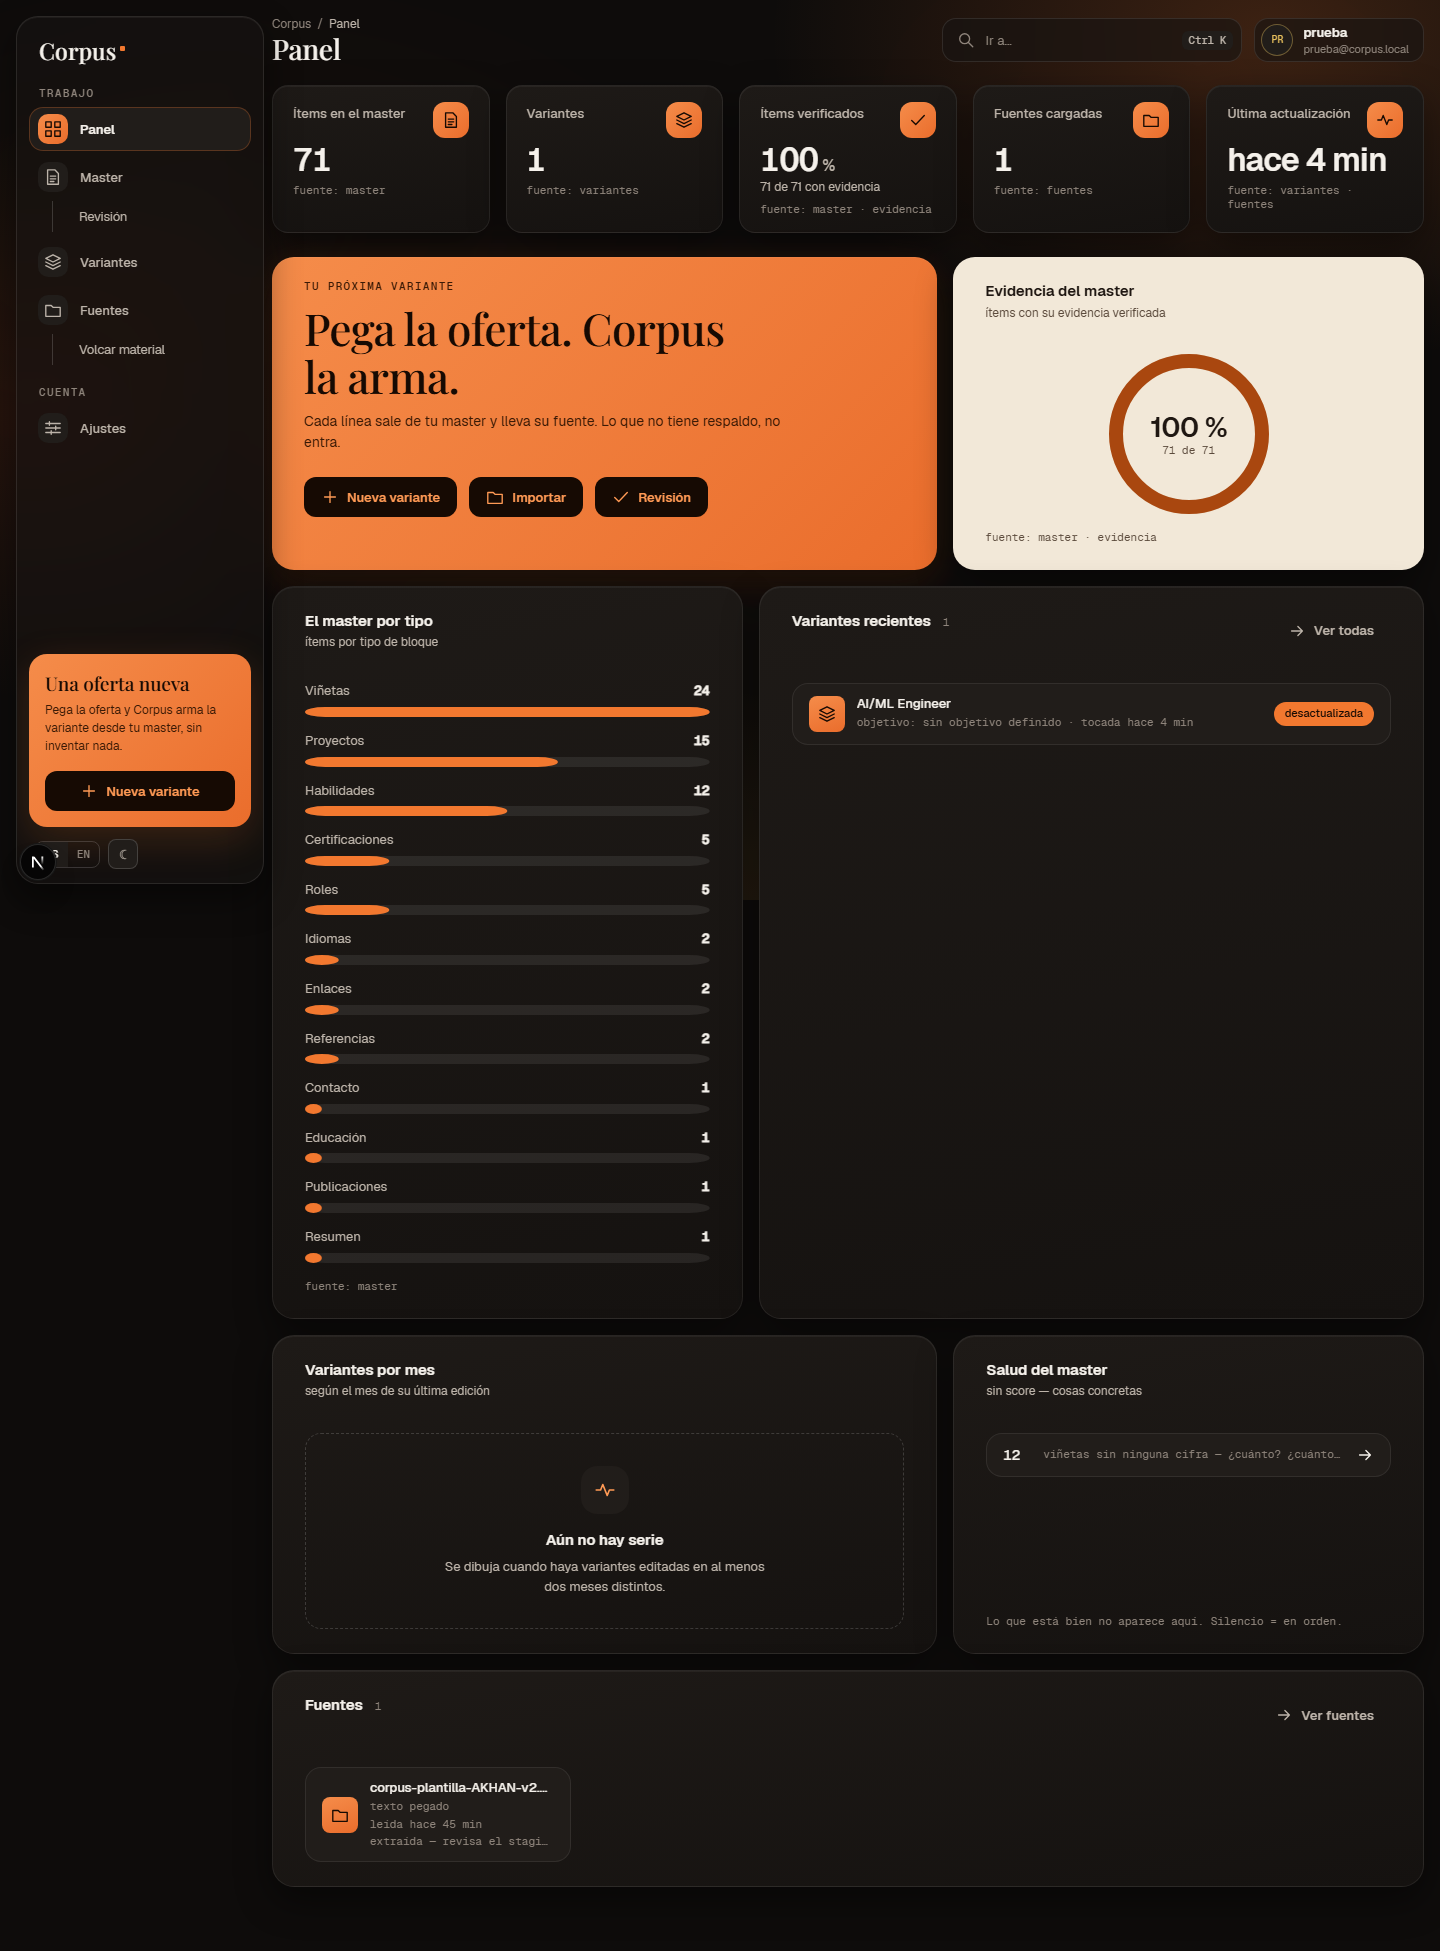 Corpus
TRABAJO
Panel
Master
Revisión
Variantes
Fuentes
Volcar material
CUENTA
Ajustes
Una oferta nueva
Pega la oferta y Corpus arma la
variante desde tu master, sin
inventar nada.
Nueva variante
EN
Corpus / Panel
Panel
Ir a...
Ctrl K
PR
prueba
prueba@corpus.local
Ítems en el master
71
fuente: master
Variantes
1
fuente: variantes
Ítems verificados
100 %
71 de 71 con evidencia
fuente: master · evidencia
Fuentes cargadas
1
fuente: fuentes
Última actualización
hace 4 min
fuente: variantes ·
fuentes
TU PRÓXIMA VARIANTE
Pega la oferta. Corpus
la arma.
Cada línea sale de tu master y lleva su fuente. Lo que no tiene respaldo, no
entra.
Nueva variante
Importar
Revisión
Evidencia del master
ítems con su evidencia verificada
100 %
71 de 71
fuente: master · evidencia
El master por tipo
ítems por tipo de bloque
Viñetas 24
Proyectos 15
Habilidades 12
Certificaciones 5
Roles 5
Idiomas 2
Enlaces 2
Referencias 2
Contacto 1
Educación 1
Publicaciones 1
Resumen 1
fuente: master
Variantes recientes 1
Ver todas
AI/ML Engineer
objetivo: sin objetivo definido · tocada hace 4 min
desactualizada
Variantes por mes
según el mes de su última edición
Aún no hay serie
Se dibuja cuando haya variantes editadas en al menos
dos meses distintos.
Salud del master
sin score — cosas concretas
12 viñetas sin ninguna cifra — ¿cuánto? ¿cuánto…
Lo que está bien no aparece aquí. Silencio = en orden.
Fuentes 1
Ver fuentes
corpus-plantilla-AKHAN-v2....
texto pegado
leída hace 45 min
extraída — revisa el stagi…